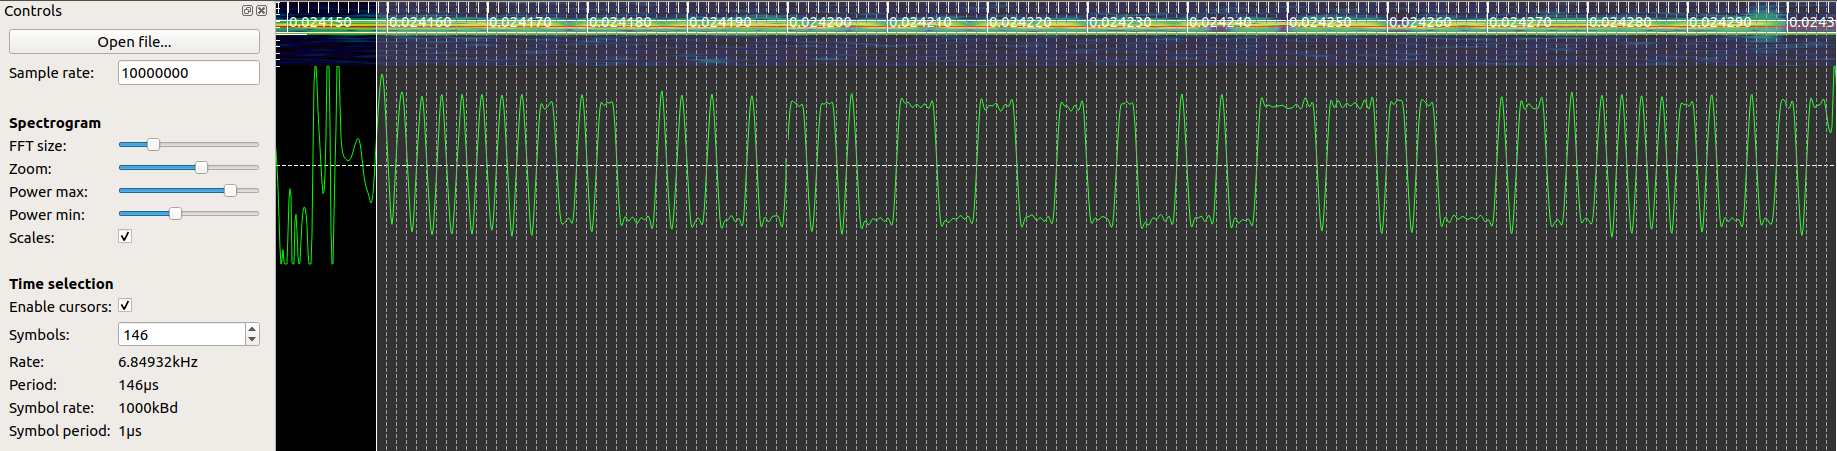 Controls
Open file...
Sample rate: 10000000
Spectrogram
FFT size:
Zoom:
Power max:
Power min:
Scales:
Time selection
Enable cursors:
Symbols: 146
Rate: 6.84932kHz
Period: 146µs
Symbol rate: 1000kBd
Symbol period: 1µs
0.024150 0.024160 0.024170 0.024180 0.024190 0.024200 0.024210 0.024220 0.024230 0.024240 0.024250 0.024260 0.024270 0.024280 0.024290 0.0243